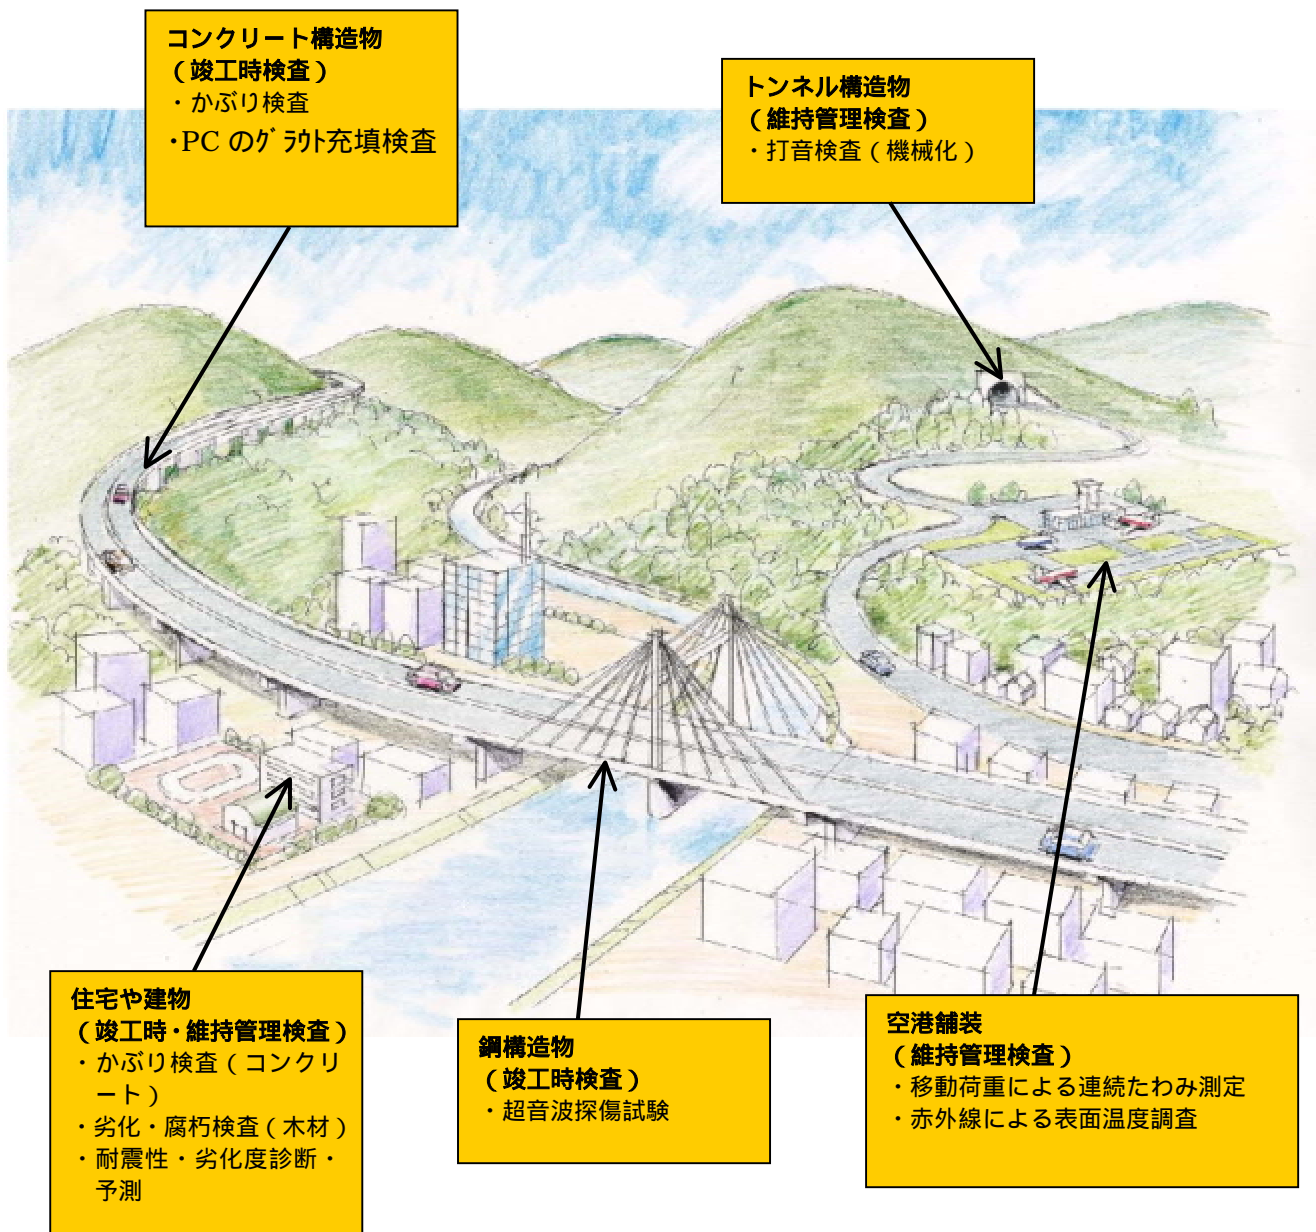 コンクリート構造物
（竣工時検査）
・かぶり検査
・PC のｸﾞﾗｳﾄ充填検査
トンネル構造物
（維持管理検査）
・打音検査（機械化）
住宅や建物
（竣工時・維持管理検査）
・かぶり検査（コンクリ
ート）
・劣化・腐朽検査（木材）
・耐震性・劣化度診断・
予測
鋼構造物
（竣工時検査）
・超音波探傷試験
空港舗装
（維持管理検査）
・移動荷重による連続たわみ測定
・赤外線による表面温度調査